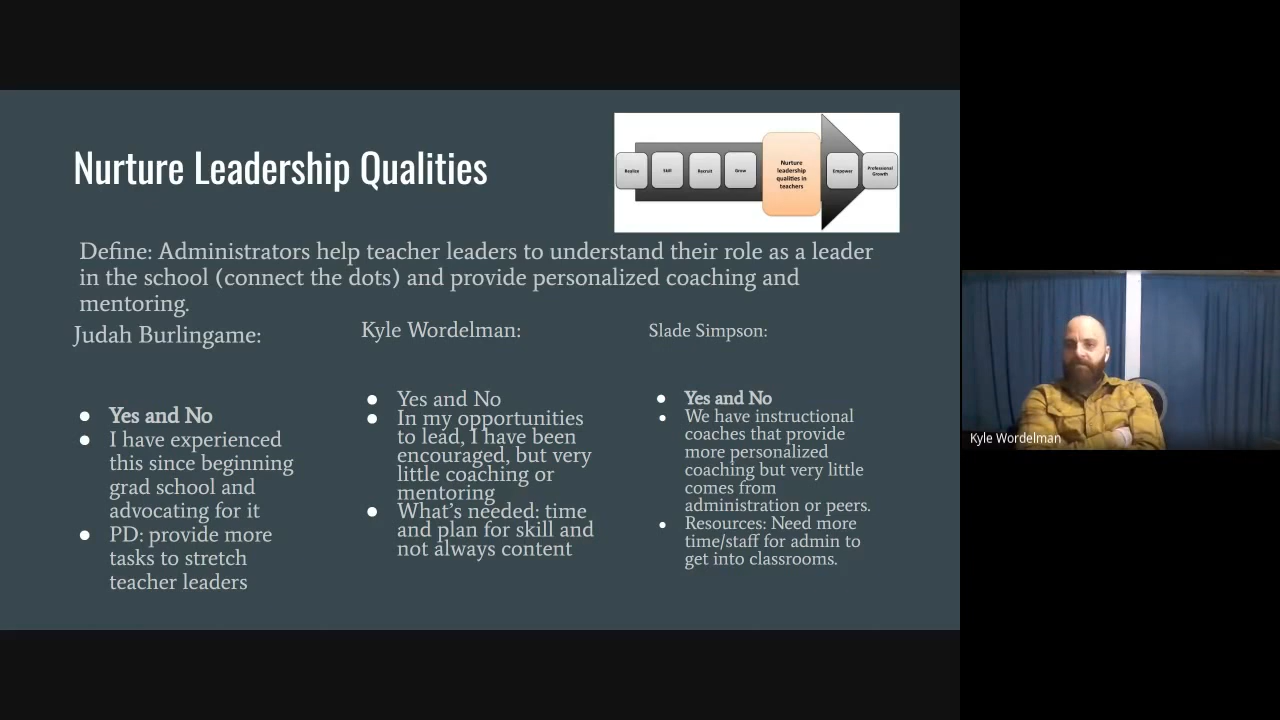 Nurture Leadership Qualities
Realize
Skill
Recruit
Grow
Nurture
leadership
qualities in
teachers
Empower
Professional
Growth
Define: Administrators help teacher leaders to understand their role as a leader
in the school (connect the dots) and provide personalized coaching and
mentoring.
Judah Burlingame:
Yes and No
I have experienced
this since beginning
grad school and
advocating for it
PD: provide more
tasks to stretch
teacher leaders
Kyle Wordelman:
Yes and No
In my opportunities
to lead, I have been
encouraged, but very
little coaching or
mentoring
What's needed: time
and plan for skill and
not always content
Slade Simpson:
Yes and No
We have instructional
coaches that provide
more personalized
coaching but very little
comes from
administration or peers.
Resources: Need more
time/staff for admin to
get into classrooms.
Kyle Wordelman